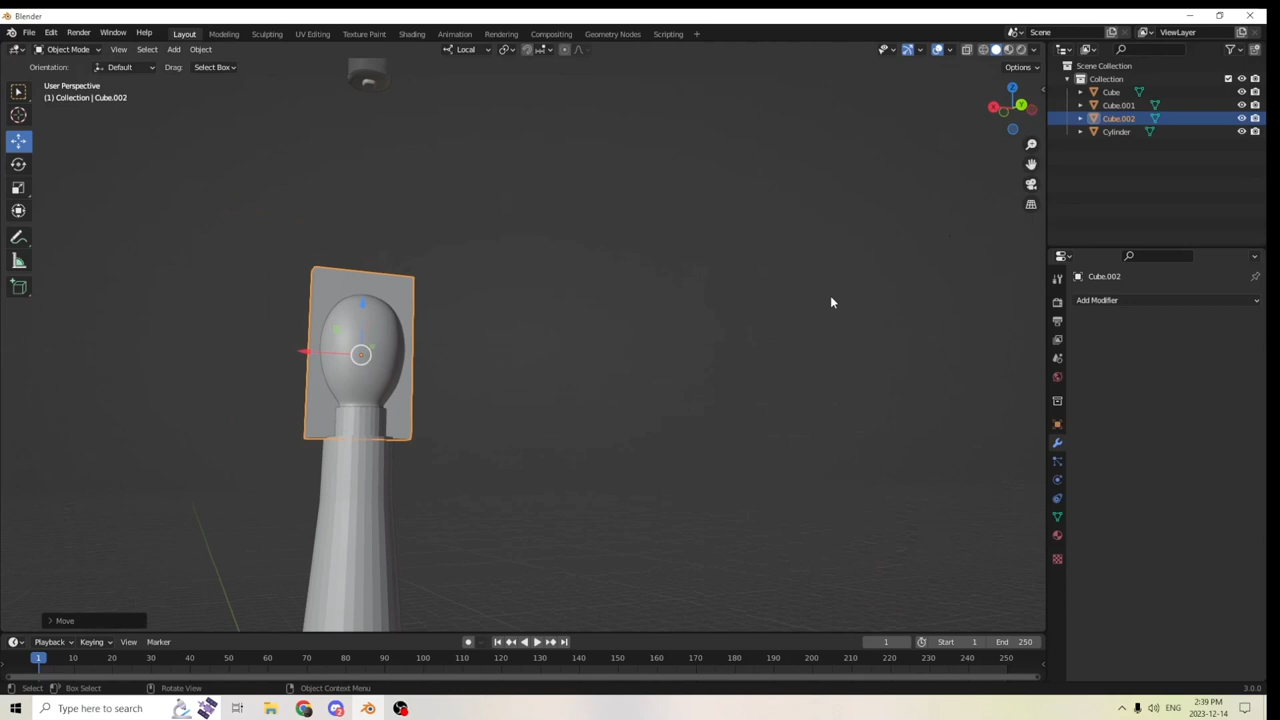 Blender
File Edit Render Window Help Layout Modeling Sculpting UV Editing Texture Paint Shading Animation Rendering Compositing Geometry Nodes Scripting + Scene ViewLayer
Object Mode View Select Add Object Local
Orientation: Default Drag: Select Box Options
User Perspective
(1) Collection | Cube.002
Z
Y
X
Scene Collection
Collection
Cube
Cube.001
Cube.002
Cylinder
Cube.002
Add Modifier
> Move
Playback Keying View Marker 1 Start 1 End 250
1 10 20 30 40 50 60 70 80 90 100 110 120 130 140 150 160 170 180 190 200 210 220 230 240 250
Select Box Select Rotate View Object Context Menu 3.0.0
Type here to search ENG 2:39 PM
2023-12-14